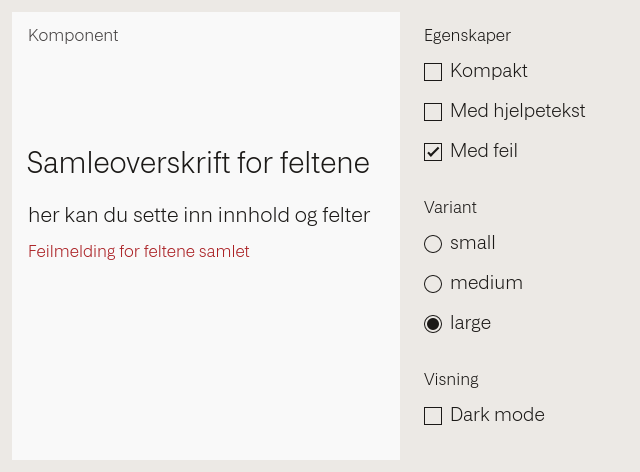 Komponent
Samleoverskrift for feltene
her kan du sette inn innhold og felter
Feilmelding for feltene samlet
Egenskaper
Kompakt
Med hjelpetekst
Med feil
Variant
small
medium
large
Visning
Dark mode